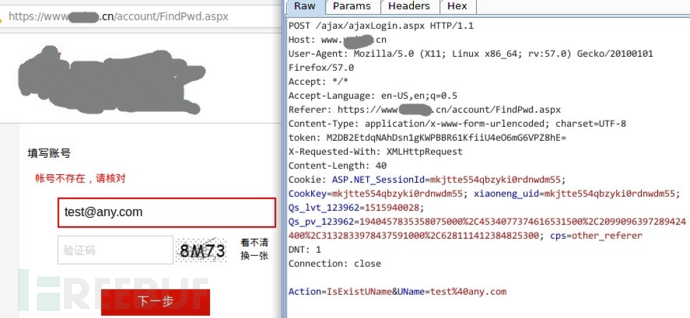 https://www. .cn/account/FindPwd.aspx
填写账号
帐号不存在，请核对
test@any.com
验证码
8W73
看不清
换一张
下一步
REEBUF
Raw Params Headers Hex
POST /ajax/ajaxLogin.aspx HTTP/1.1
Host: www. cn
User-Agent: Mozilla/5.0 (X11; Linux x86_64; rv:57.0) Gecko/20100101
Firefox/57.0
Accept: */*
Accept-Language: en-US,en;q=0.5
Referer: https://www. .cn/account/FindPwd.aspx
Content-Type: application/x-www-form-urlencoded; charset=UTF-8
token: M2DB2EtdqNAhDsn1gKWPBBR61KfiiU4eO6mG6VPZ8hE=
X-Requested-With: XMLHttpRequest
Content-Length: 40
Cookie: ASP.NET_SessionId=mkjtte554qbzyki0rdnwdm55;
CookKey=mkjtte554qbzyki0rdnwdm55; xiaoneng_uid=mkjtte554qbzyki0rdnwdm55;
Qs_lvt_123962=1515940028;
Qs_pv_123962=1940457835358075000%2C4534077374616531500%2C2099096397289424
400%2C3132833978437591000%2C628111412384825300; cps=other_referer
DNT: 1
Connection: close
Action=IsExistUName&UName=test%40any.com